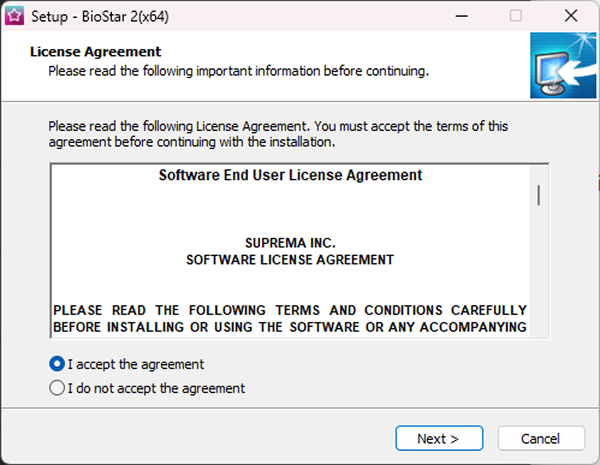 Setup - BioStar 2(x64)
License Agreement
Please read the following important information before continuing.
Please read the following License Agreement. You must accept the terms of this
agreement before continuing with the installation.
Software End User License Agreement
SUPREMA INC.
SOFTWARE LICENSE AGREEMENT
PLEASE READ THE FOLLOWING TERMS AND CONDITIONS CAREFULLY
BEFORE INSTALLING OR USING THE SOFTWARE OR ANY ACCOMPANYING
I accept the agreement
I do not accept the agreement
Next >
Cancel